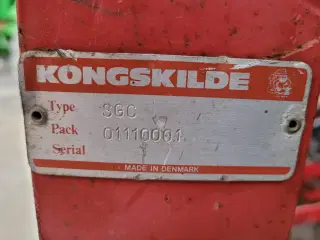 KONGSKILDE
Type SGC
Pack 01110001
Serial
MADE IN DENMARK